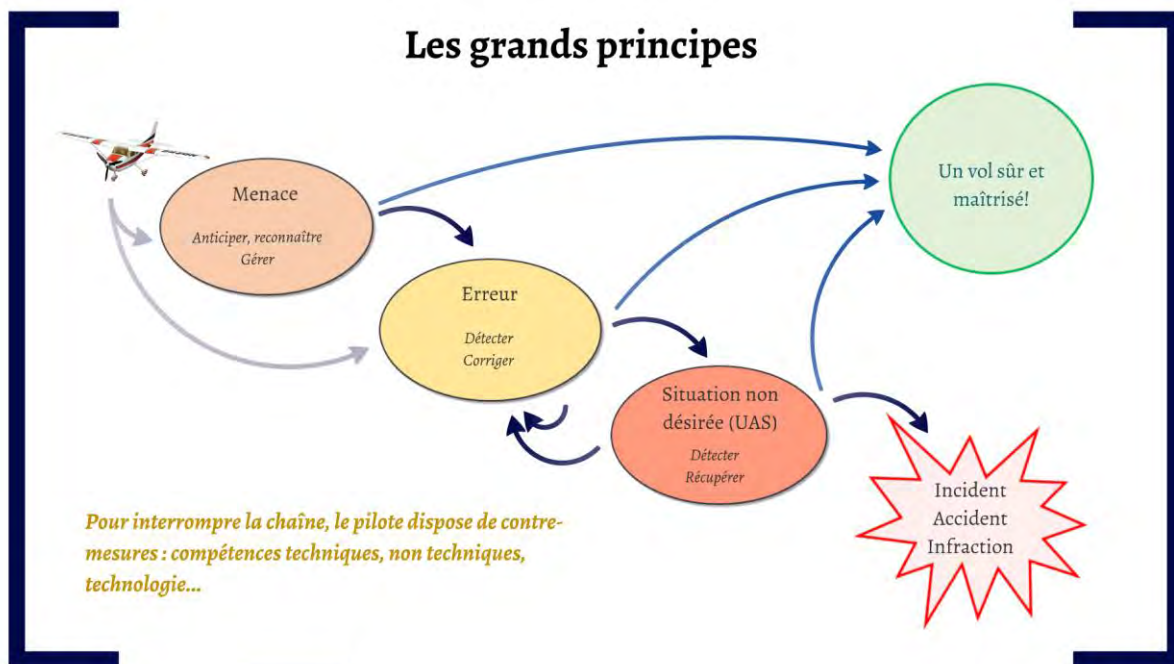 Les grands principes
Menace
Anticiper, reconnaître
Gérer
Un vol sûr et
maîtrisé!
Erreur
Détecter
Corriger
Situation non
désirée (UAS)
Détecter
Récupérer
Incident
Accident
Infraction
Pour interrompre la chaîne, le pilote dispose de contre-
mesures : compétences techniques, non techniques,
technologie...